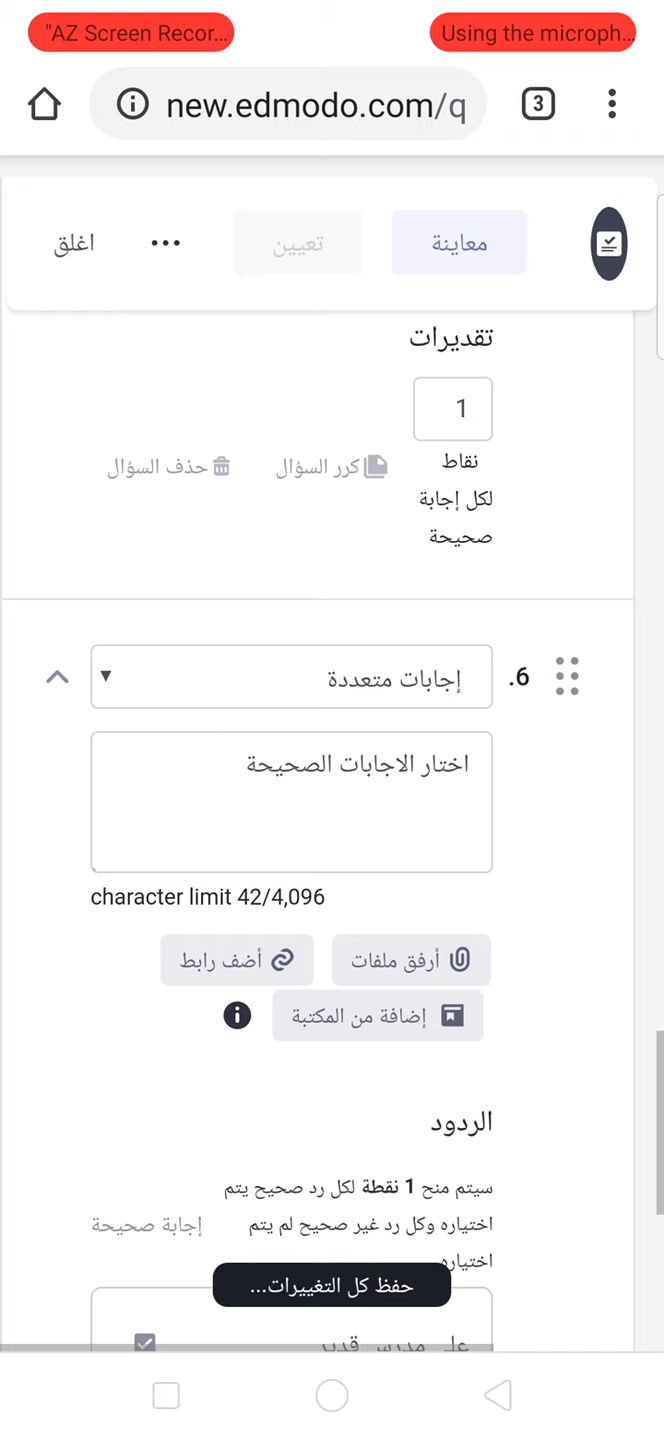 "AZ Screen Recor...
Using the microph...
new.edmodo.com/q
3
معاينة
تعيين
...
اغلق
تقديرات
1
نقاط
لكل إجابة
صحيحة
كرر السؤال
حذف السؤال
6.
إجابات متعددة
اختار الاجابات الصحيحة
character limit 42/4,096
أرفق ملفات
أضف رابط
إضافة من المكتبة
الردود
سيتم منح 1 نقطة لكل رد صحيح يتم
اختياره وكل رد غير صحيح لم يتم
اختياره
إجابة صحيحة
حفظ كل التغييرات...
مدرس قدير